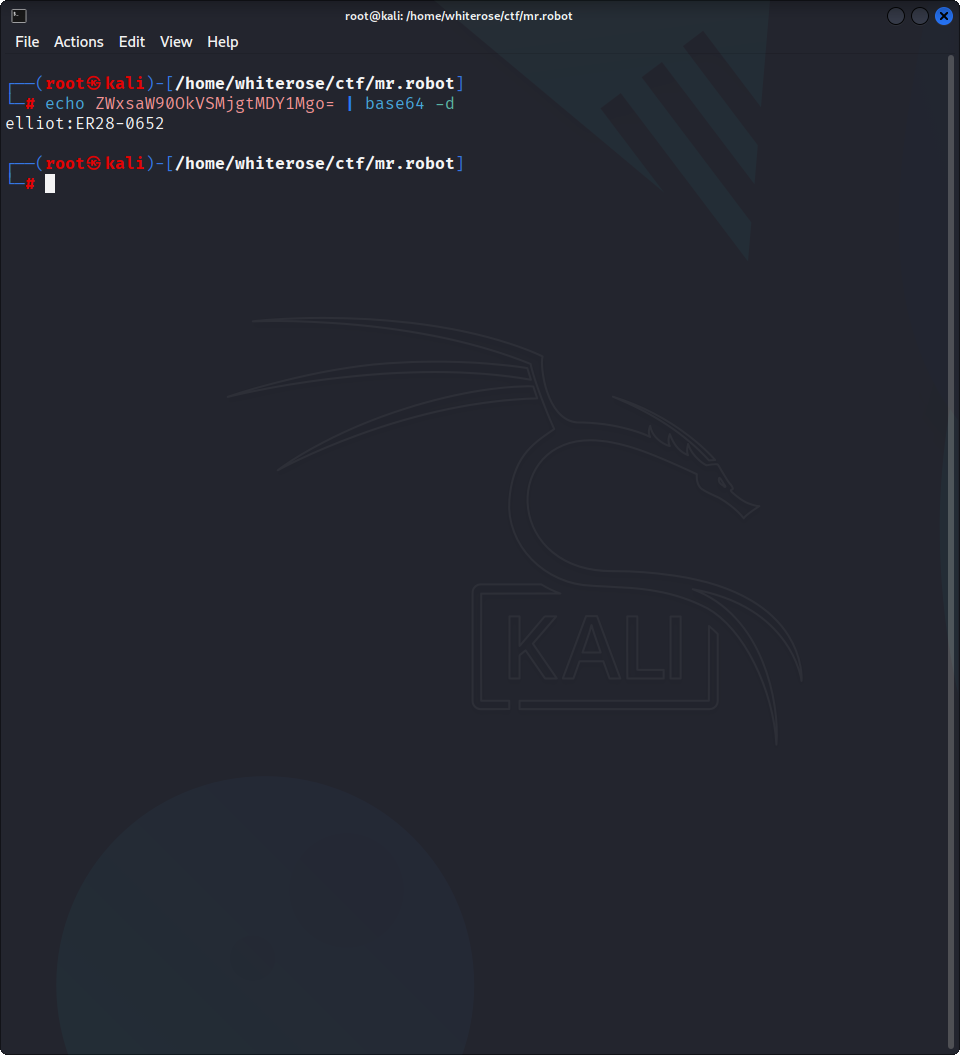 root@kali: /home/whiterose/ctf/mr.robot
File Actions Edit View Help
┌──(root㉿kali)-[/home/whiterose/ctf/mr.robot]
└─# echo ZWxsaW90OkVSMjgtMDY1Mgo= | base64 -d
elliot:ER28-0652
┌──(root㉿kali)-[/home/whiterose/ctf/mr.robot]
└─#
KALI